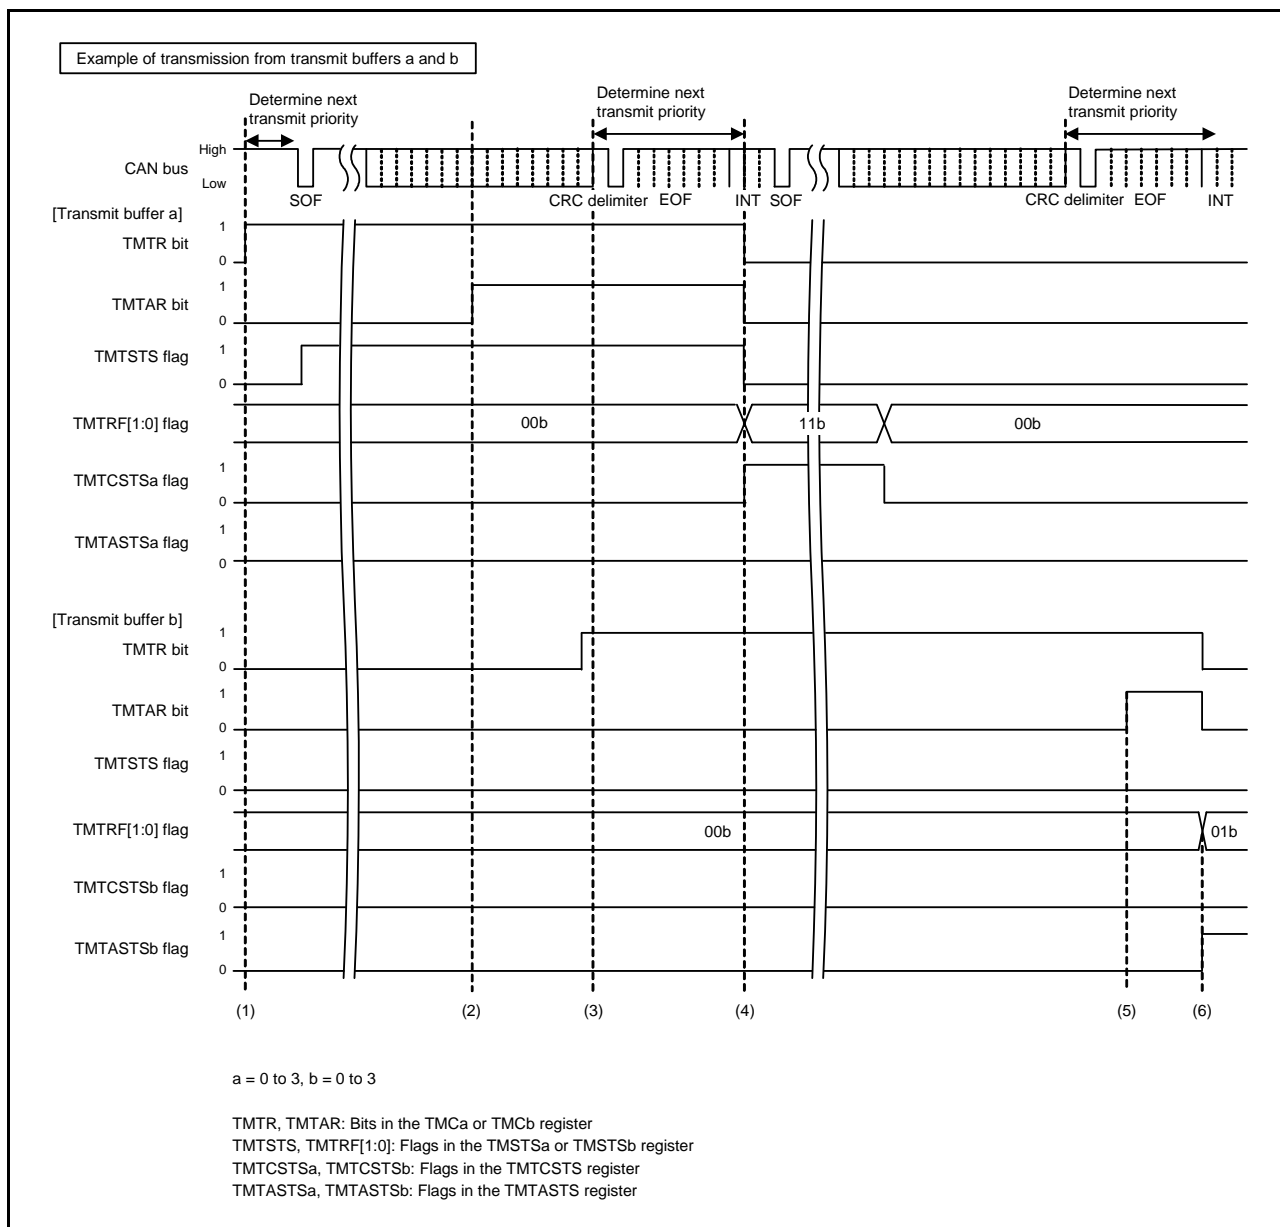 Example of transmission from transmit buffers a and b
Determine next
transmit priority
Determine next
transmit priority
Determine next
transmit priority
High
CAN bus
Low
SOF
CRC delimiter
EOF
INT
SOF
CRC delimiter
EOF
INT
[Transmit buffer a]
1
TMTR bit
0
1
TMTAR bit
0
1
TMTSTS flag
0
TMTRF[1:0] flag
00b
11b
00b
1
TMTCSTSa flag
0
1
TMTASTSa flag
0
[Transmit buffer b]
1
TMTR bit
0
1
TMTAR bit
0
1
TMTSTS flag
0
TMTRF[1:0] flag
00b
01b
1
TMTCSTSb flag
0
1
TMTASTSb flag
0
(1)
(2)
(3)
(4)
(5)
(6)
a = 0 to 3, b = 0 to 3
TMTR, TMTAR: Bits in the TMCa or TMCb register
TMTSTS, TMTRF[1:0]: Flags in the TMSTSa or TMSTSb register
TMTCSTSa, TMTCSTSb: Flags in the TMTCSTS register
TMTASTSa, TMTASTSb: Flags in the TMTASTS register